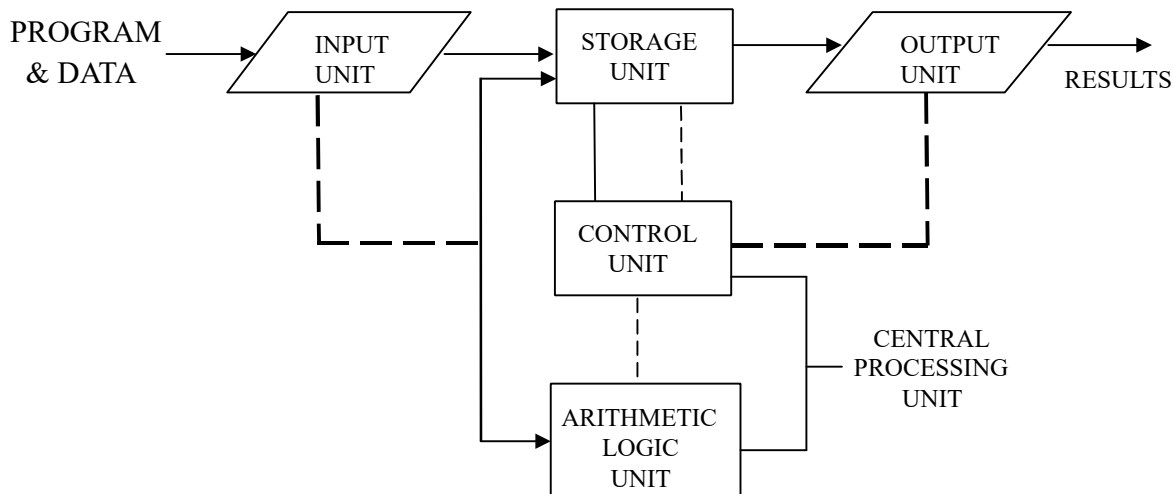 PROGRAM
& DATA
INPUT
UNIT
STORAGE
UNIT
OUTPUT
UNIT
RESULTS
CONTROL
UNIT
CENTRAL
PROCESSING
UNIT
ARITHMETIC
LOGIC
UNIT